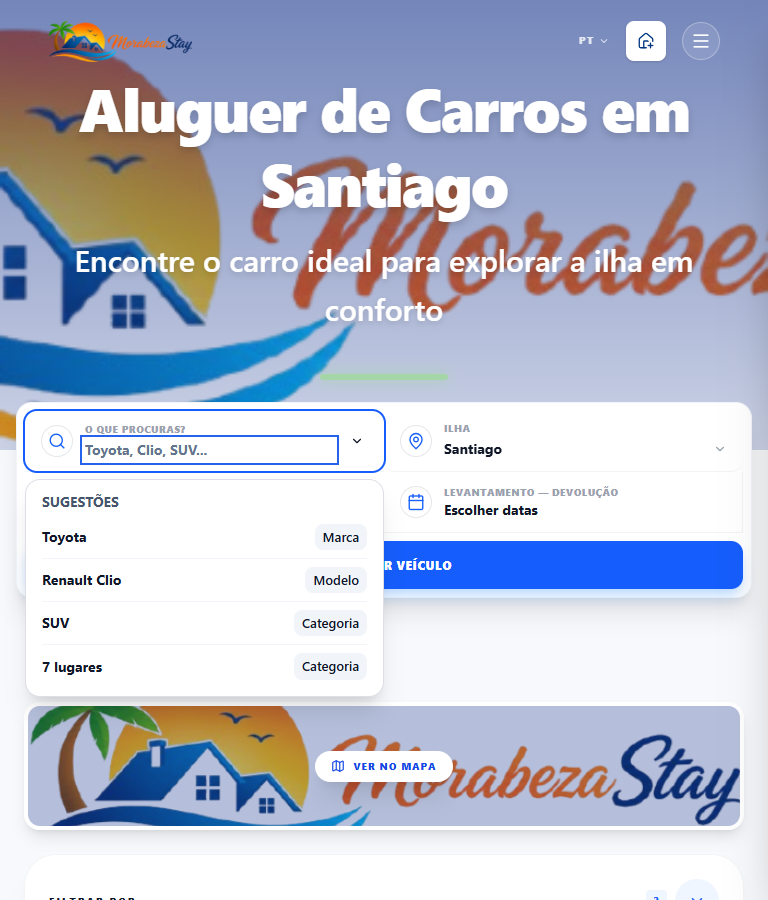 MorabezaStay
PT
Aluguer de Carros em
Santiago
Encontre o carro ideal para explorar a ilha em
conforto
O QUE PROCURAS?
Toyota, Clio, SUV...
ILHA
Santiago
LEVANTAMENTO — DEVOLUÇÃO
Escolher datas
SUGESTÕES
Toyota
Marca
Renault Clio
Modelo
SUV
Categoria
7 lugares
Categoria
R VEÍCULO
VER NO MAPA
MorabezaStay